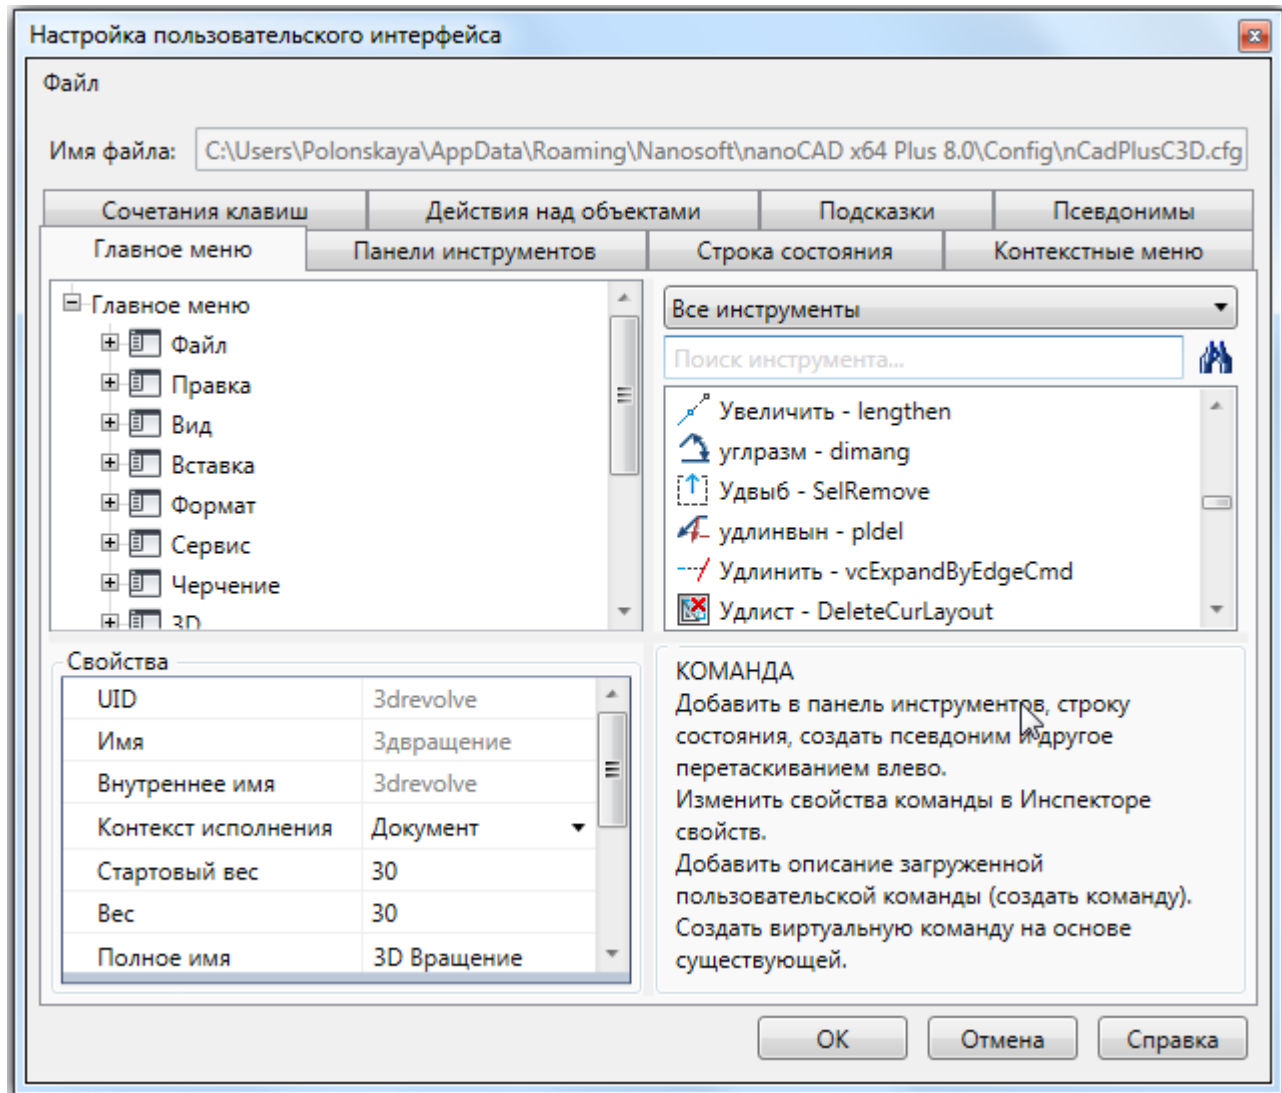 Настройка пользовательского интерфейса
Файл
Имя файла: C:\Users\Polonskaya\AppData\Roaming\Nanosoft\nanoCAD x64 Plus 8.0\Config\nCadPlusC3D.cfg
Сочетания клавиш Действия над объектами Подсказки Псевдонимы
Главное меню Панели инструментов Строка состояния Контекстные меню
Главное меню
Файл
Правка
Вид
Вставка
Формат
Сервис
Черчение
3D
Все инструменты
Поиск инструмента...
Увеличить - lengthen
углразм - dimang
Удвыб - SelRemove
удлинвын - pldel
Удлинить - vcExpandByEdgeCmd
Удлист - DeleteCurLayout
Свойства
UID 3drevolve
Имя 3двращение
Внутреннее имя 3drevolve
Контекст исполнения Документ
Стартовый вес 30
Вес 30
Полное имя 3D Вращение
КОМАНДА
Добавить в панель инструментов, строку
состояния, создать псевдоним и другое
перетаскиванием влево.
Изменить свойства команды в Инспекторе
свойств.
Добавить описание загруженной
пользовательской команды (создать команду).
Создать виртуальную команду на основе
существующей.
ОК Отмена Справка